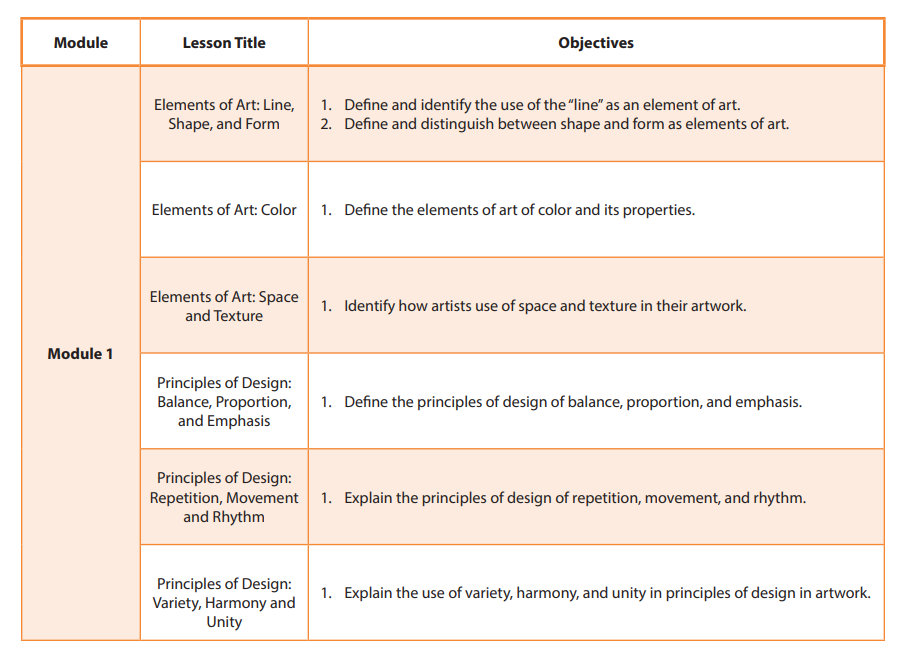 Module Lesson Title Objectives
Elements of Art: Line,
Shape, and Form
1. Define and identify the use of the “line” as an element of art.
2. Define and distinguish between shape and form as elements of art.
Elements of Art: Color
1. Define the elements of art of color and its properties.
Elements of Art: Space
and Texture
1. Identify how artists use of space and texture in their artwork.
Module 1
Principles of Design:
Balance, Proportion,
and Emphasis
1. Define the principles of design of balance, proportion, and emphasis.
Principles of Design:
Repetition, Movement
and Rhythm
1. Explain the principles of design of repetition, movement, and rhythm.
Principles of Design:
Variety, Harmony and
Unity
1. Explain the use of variety, harmony, and unity in principles of design in artwork.